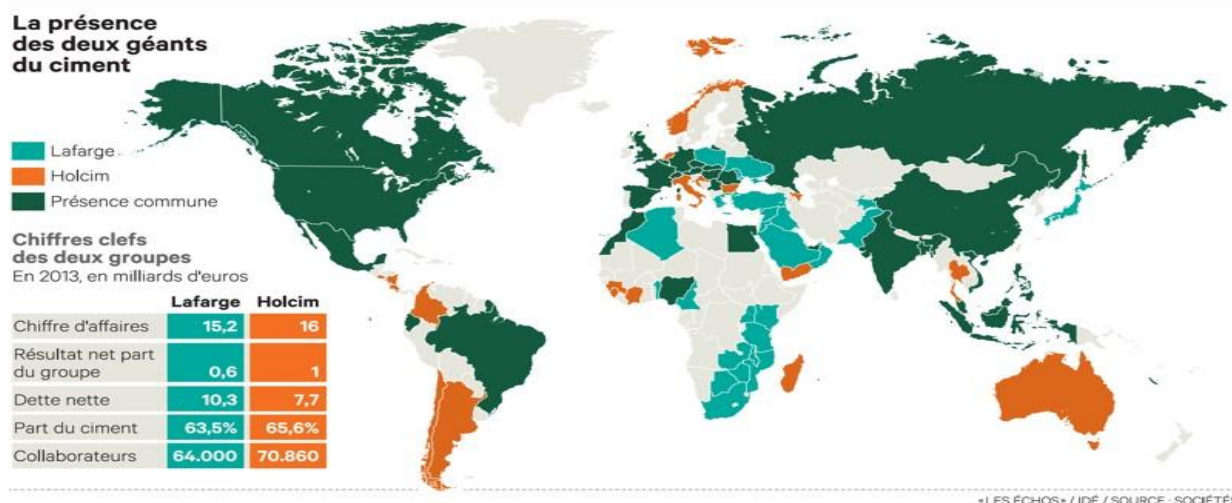 La présence
des deux géants
du ciment
Lafarge
Holcim
Présence commune
Chiffres clefs
des deux groupes
En 2013, en milliards d'euros
Lafarge Holcim
Chiffre d'affaires 15,2 16
Résultat net part
du groupe 0,6 1
Dette nette 10,3 7,7
Part du ciment 63,5% 65,6%
Collaborateurs 64.000 70.860
«LES ÉCHOS» / IDÉ / SOURCE : SOCIÉTÉ